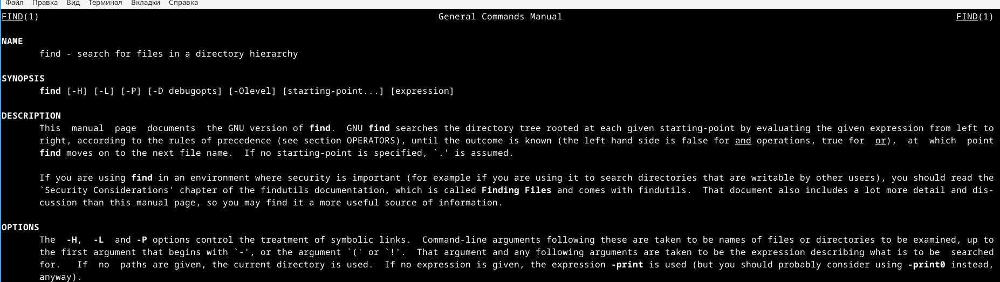 Файл Правка Вид Терминал Вкладки Справка
FIND(1) General Commands Manual FIND(1)
NAME
find - search for files in a directory hierarchy
SYNOPSIS
find [-H] [-L] [-P] [-D debugopts] [-Olevel] [starting-point...] [expression]
DESCRIPTION
This manual page documents the GNU version of find. GNU find searches the directory tree rooted at each given starting-point by evaluating the given expression from left to
right, according to the rules of precedence (see section OPERATORS), until the outcome is known (the left hand side is false for and operations, true for or), at which point
find moves on to the next file name. If no starting-point is specified, `.' is assumed.
If you are using find in an environment where security is important (for example if you are using it to search directories that are writable by other users), you should read the
`Security Considerations' chapter of the findutils documentation, which is called Finding Files and comes with findutils. That document also includes a lot more detail and dis-
cussion than this manual page, so you may find it a more useful source of information.
OPTIONS
The -H, -L and -P options control the treatment of symbolic links. Command-line arguments following these are taken to be names of files or directories to be examined, up to
the first argument that begins with `-', or the argument `(' or `!'. That argument and any following arguments are taken to be the expression describing what is to be searched
for. If no paths are given, the current directory is used. If no expression is given, the expression -print is used (but you should probably consider using -print0 instead,
anyway).